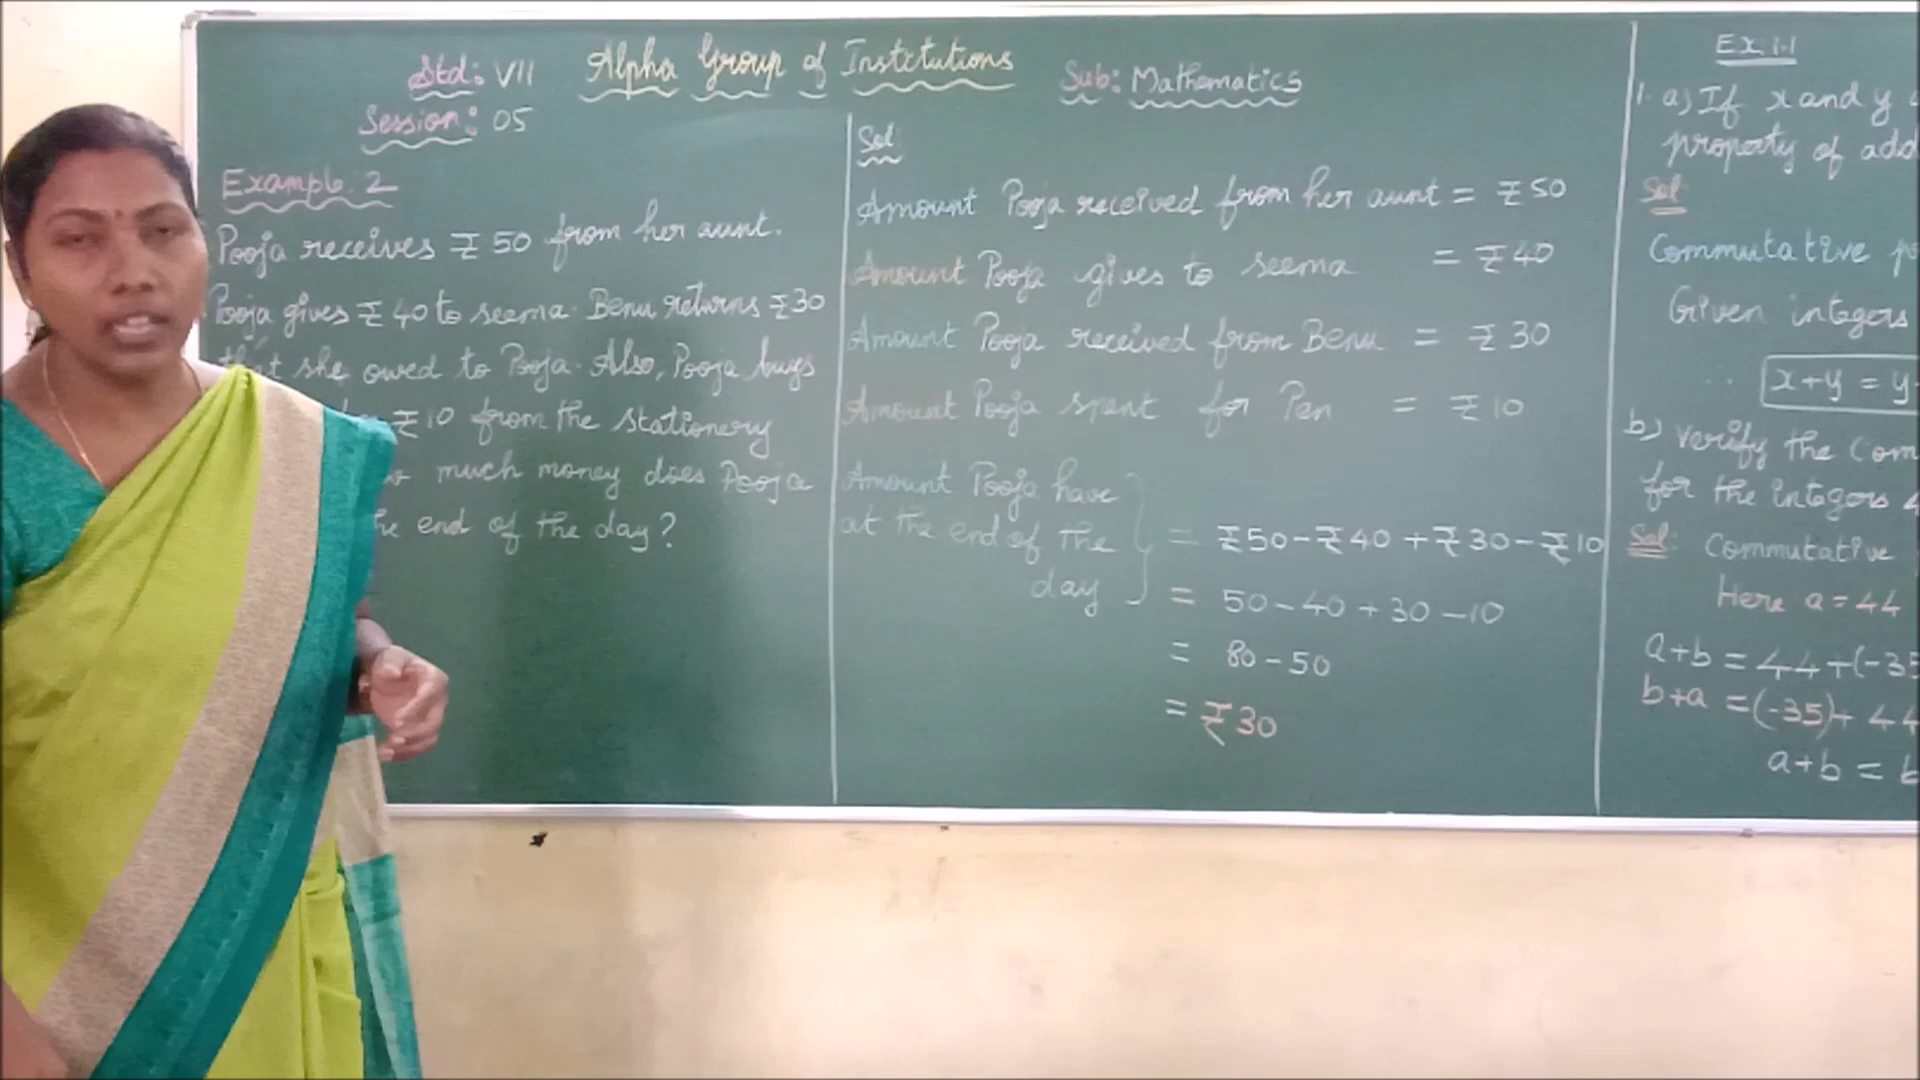 Std: VII Alpha Group of Institutions Sub: Mathematics
Session: 05
Example: 2
Pooja receives ₹ 50 from her aunt.
Pooja gives ₹ 40 to seema. Benu returns ₹30
she owed to Pooja. Also, Pooja buys
₹10 from the stationery
much money does Pooja
end of the day?
Sol:
Amount Pooja received from her aunt = ₹50
Amount Pooja gives to seema = ₹40
Amount Pooja received from Benu = ₹30
Amount Pooja spent for Pen = ₹10
Amount Pooja have
at the end of the
day
= ₹50-₹40+₹30-₹10
= 50-40+30-10
= 80-50
= ₹30
Ex: 1.1
1. a) If x and y
property of add
Sol
Commutative
Given integers
x+y = y
b) Verify the Com
for the integers
Sol: Commutative
Here a=44
a+b = 44+(-35
b+a =(-35)+44
a+b =